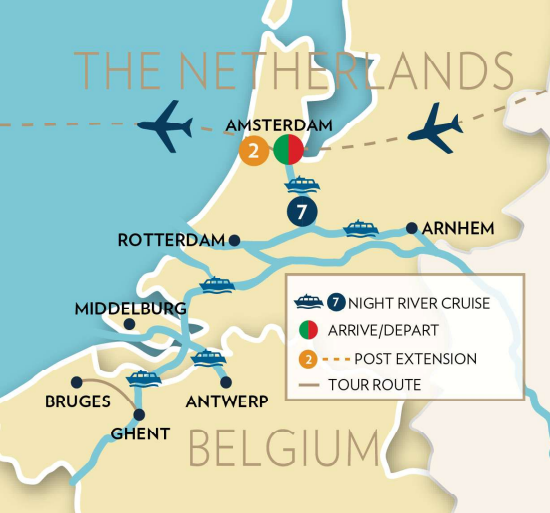 THE NETHERLANDS
AMSTERDAM
2
7
ARNHEM
ROTTERDAM
7 NIGHT RIVER CRUISE
MIDDELBURG
ARRIVE/DEPART
2 POST EXTENSION
TOUR ROUTE
BRUGES
ANTWERP
GHENT
BELGIUM